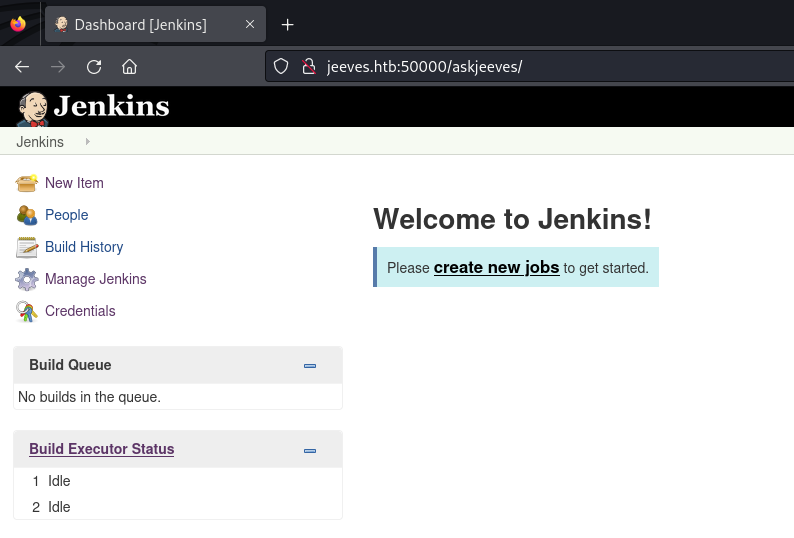 Dashboard [Jenkins]
jeeves.htb:50000/askjeeves/
Jenkins
Jenkins
New Item
People
Build History
Manage Jenkins
Credentials
Welcome to Jenkins!
Please create new jobs to get started.
Build Queue
No builds in the queue.
Build Executor Status
1 Idle
2 Idle